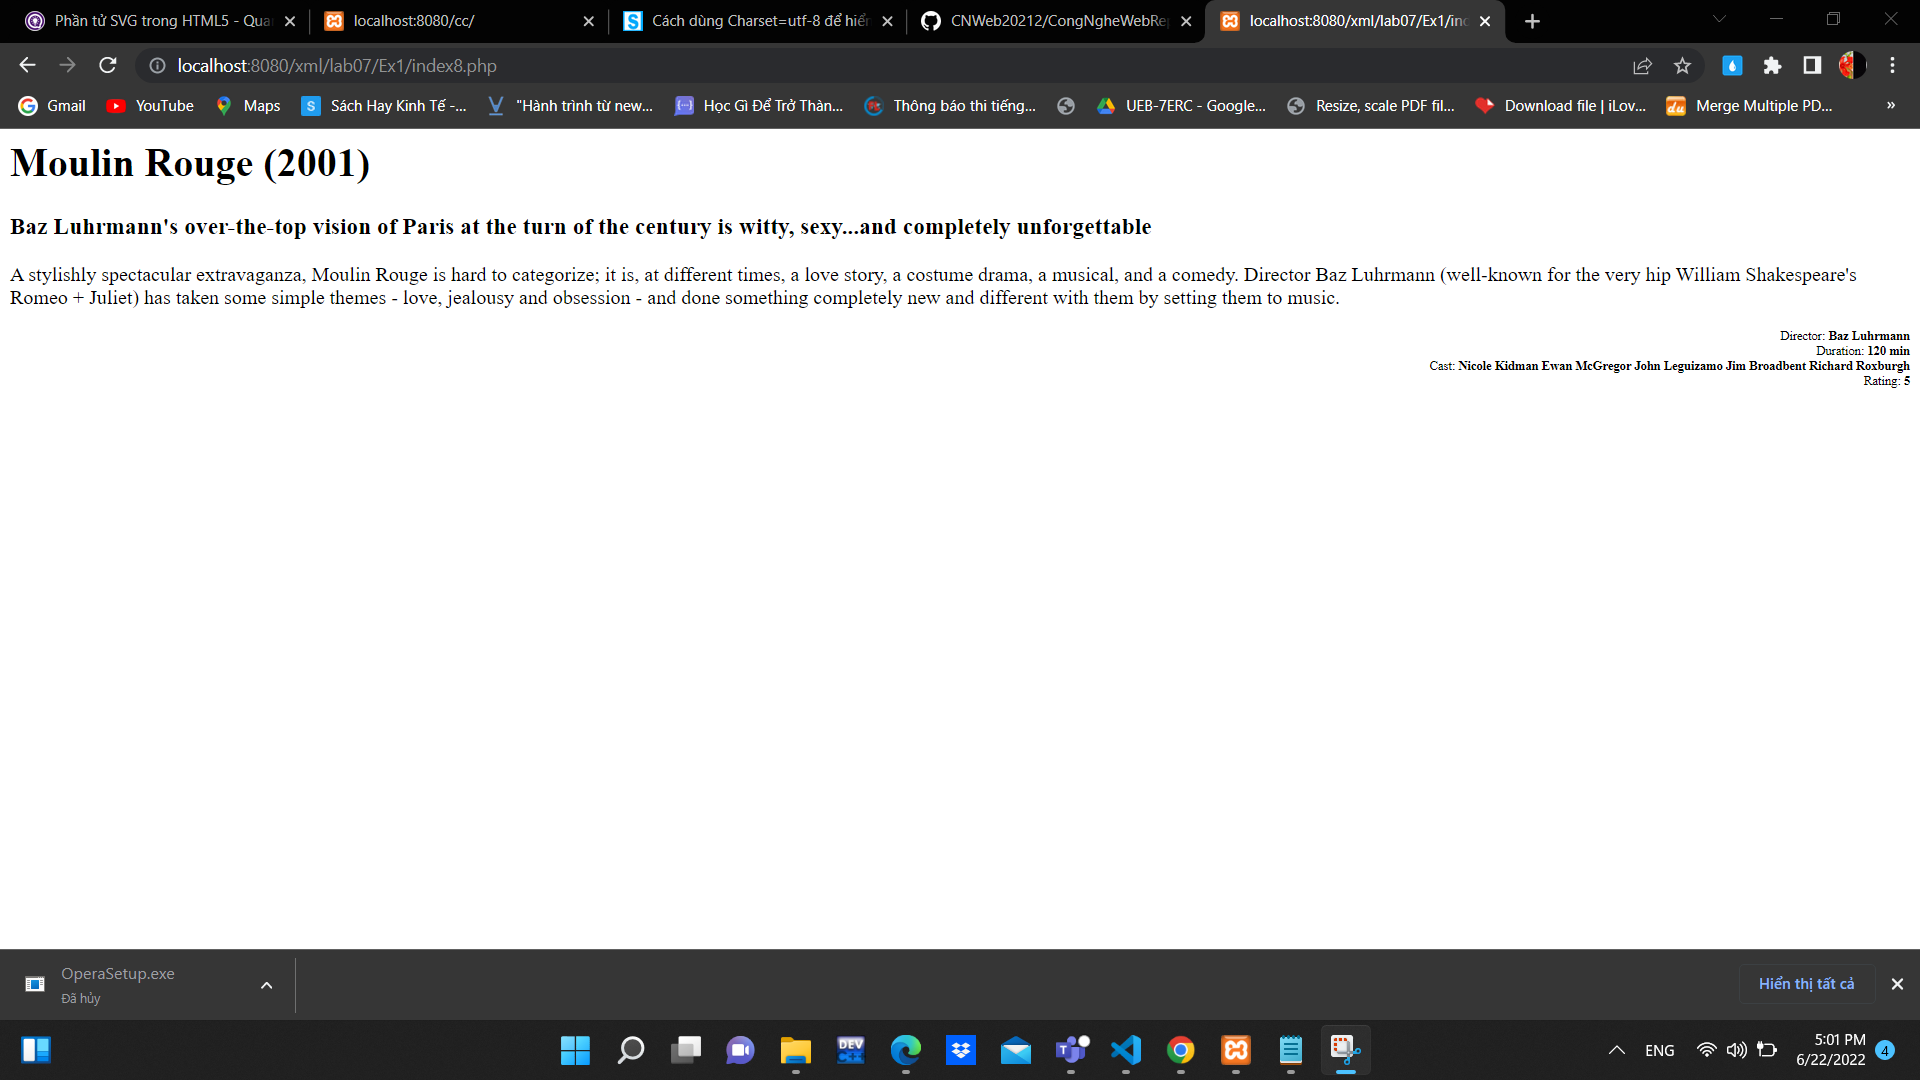 Phần tử SVG trong HTML5 - Quan
localhost:8080/cc/
Cách dùng Charset=utf-8 để hiển
CNWeb20212/CongNgheWebRep
localhost:8080/xml/lab07/Ex1/inc
localhost:8080/xml/lab07/Ex1/index8.php
Gmail
YouTube
Maps
S
Sách Hay Kinh Tế -...
"Hành trình từ new...
Học Gì Để Trở Thàn...
Thông báo thi tiếng...
UEB-7ERC - Google...
Resize, scale PDF fil...
Download file | iLov...
du
Merge Multiple PD...
»
Moulin Rouge (2001)
Baz Luhrmann's over-the-top vision of Paris at the turn of the century is witty, sexy...and completely unforgettable
A stylishly spectacular extravaganza, Moulin Rouge is hard to categorize; it is, at different times, a love story, a costume drama, a musical, and a comedy. Director Baz Luhrmann (well-known for the very hip William Shakespeare's
Romeo + Juliet) has taken some simple themes - love, jealousy and obsession - and done something completely new and different with them by setting them to music.
Director: Baz Luhrmann
Duration: 120 min
Cast: Nicole Kidman Ewan McGregor John Leguizamo Jim Broadbent Richard Roxburgh
Rating: 5
OperaSetup.exe
Đã hủy
Hiển thị tất cả
DEV
C++
ENG
5:01 PM
6/22/2022
4